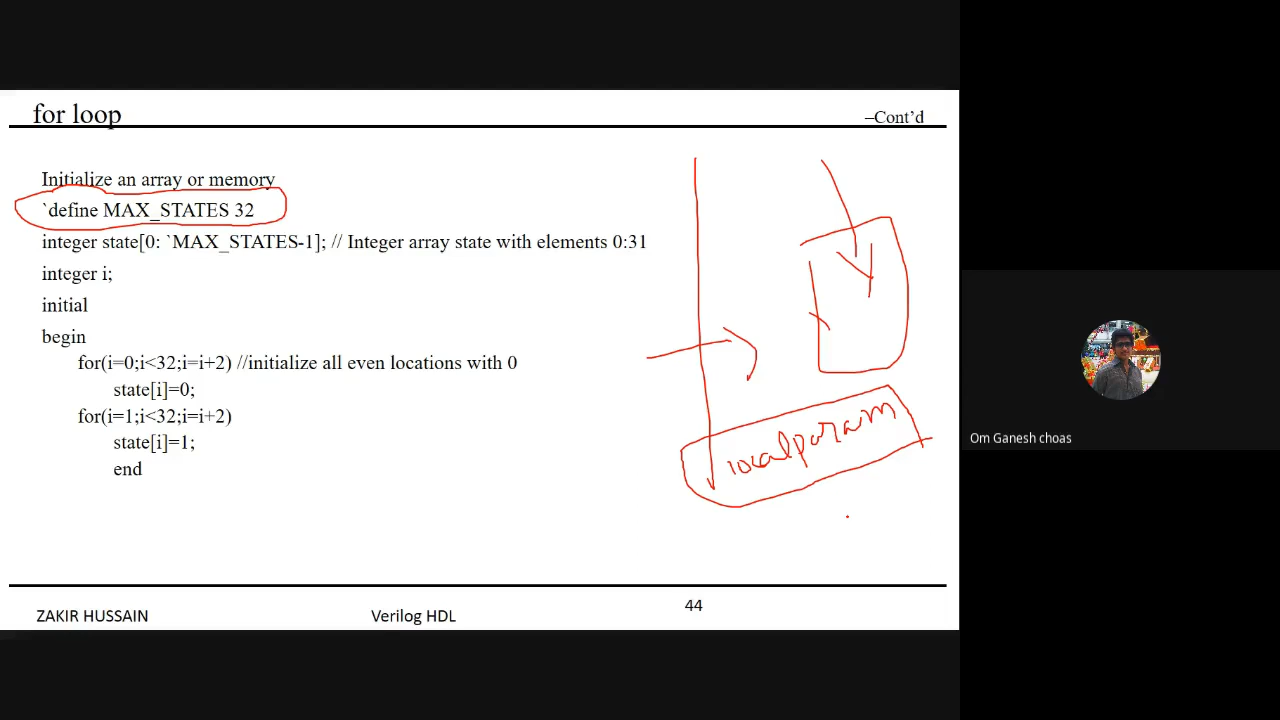 for loop
–Cont'd
Initialize an array or memory
`define MAX_STATES 32
integer state[0: `MAX_STATES-1]; // Integer array state with elements 0:31
integer i;
initial
begin
for(i=0;i<32;i=i+2) //initialize all even locations with 0
state[i]=0;
for(i=1;i<32;i=i+2)
state[i]=1;
end
localparam
ZAKIR HUSSAIN
Verilog HDL
44
Om Ganesh choas